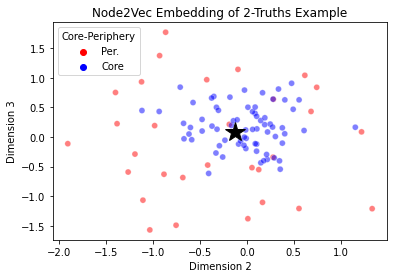 Node2Vec Embedding of 2-Truths Example
Core-Periphery
Per.
Core
Dimension 3
1.5
1.0
0.5
0.0
−0.5
−1.0
−1.5
−2.0 −1.5 −1.0 −0.5 0.0 0.5 1.0
Dimension 2